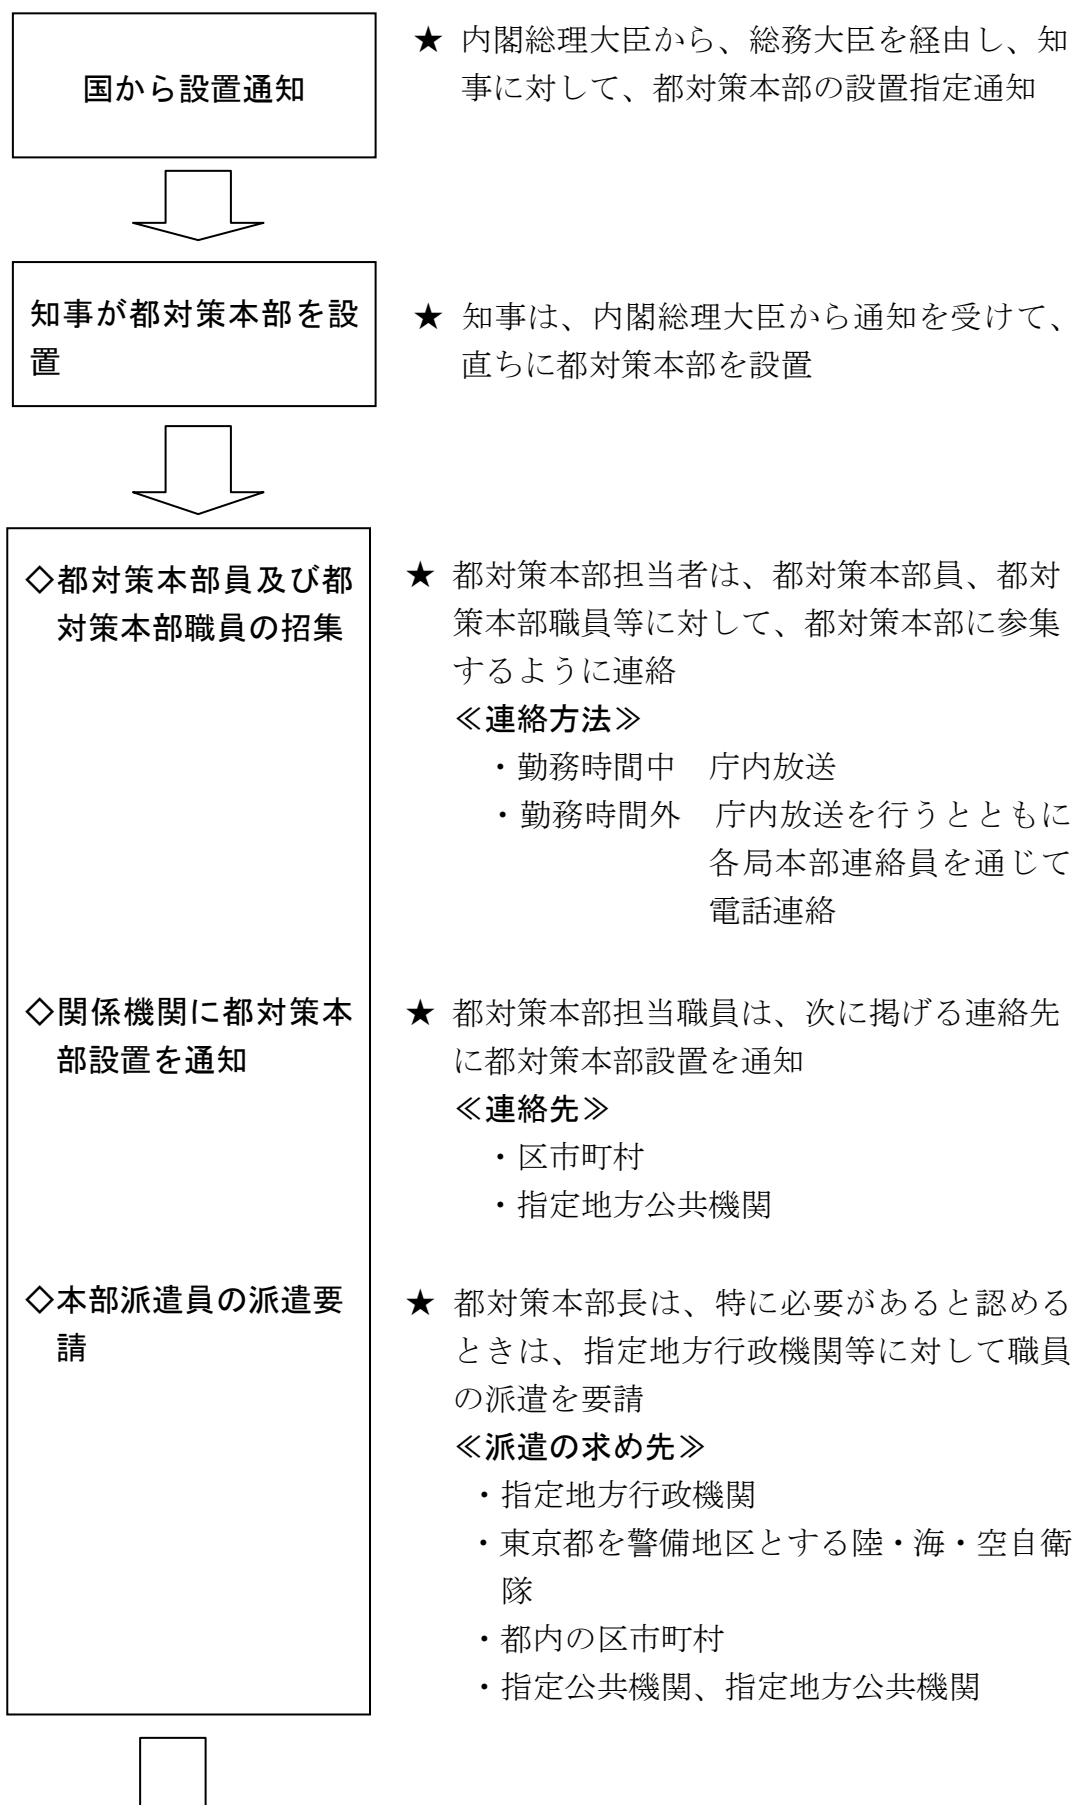 国から設置通知
★ 内閣総理大臣から、総務大臣を経由し、知
事に対して、都対策本部の設置指定通知
知事が都対策本部を設
置
★ 知事は、内閣総理大臣から通知を受けて、
直ちに都対策本部を設置
◇都対策本部員及び都
対策本部職員の招集
★ 都対策本部担当者は、都対策本部員、都対
策本部職員等に対して、都対策本部に参集
するように連絡
≪連絡方法≫
・勤務時間中 庁内放送
・勤務時間外 庁内放送を行うとともに
各局本部連絡員を通じて
電話連絡
◇関係機関に都対策本
部設置を通知
★ 都対策本部担当職員は、次に掲げる連絡先
に都対策本部設置を通知
≪連絡先≫
・区市町村
・指定地方公共機関
◇本部派遣員の派遣要
請
★ 都対策本部長は、特に必要があると認める
ときは、指定地方行政機関等に対して職員
の派遣を要請
≪派遣の求め先≫
・指定地方行政機関
・東京都を警備地区とする陸・海・空自衛
隊
・都内の区市町村
・指定公共機関、指定地方公共機関